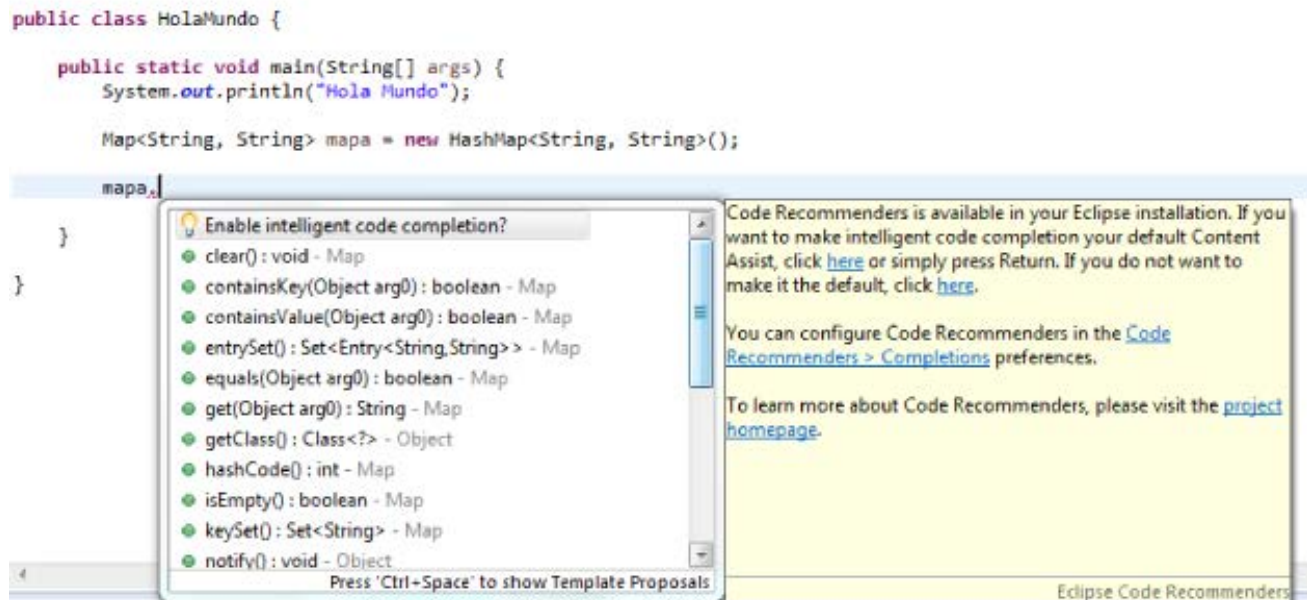 public class HolaMundo {
public static void main(String[] args) {
System.out.println("Hola Mundo");
Map<String, String> mapa = new HashMap<String, String>();
mapa.
}
}
Enable intelligent code completion?
clear() : void - Map
containsKey(Object arg0) : boolean - Map
containsValue(Object arg0) : boolean - Map
entrySet() : Set<Entry<String,String>> - Map
equals(Object arg0) : boolean - Map
get(Object arg0) : String - Map
getClass() : Class<?> - Object
hashCode() : int - Map
isEmpty() : boolean - Map
keySet() : Set<String> - Map
notify() : void - Object
Press 'Ctrl+Space' to show Template Proposals
Code Recommenders is available in your Eclipse installation. If you
want to make intelligent code completion your default Content
Assist, click here or simply press Return. If you do not want to
make it the default, click here.
You can configure Code Recommenders in the Code
Recommenders > Completions preferences.
To learn more about Code Recommenders, please visit the project
homepage.
Eclipse Code Recommenders